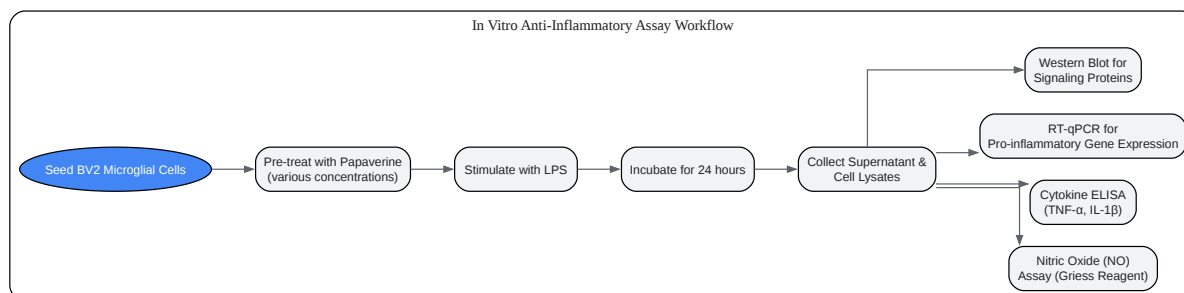 In Vitro Anti-Inflammatory Assay Workflow
Seed BV2 Microglial Cells
Pre-treat with Papaverine
(various concentrations)
Stimulate with LPS
Incubate for 24 hours
Collect Supernatant &
Cell Lysates
Western Blot for
Signaling Proteins
RT-qPCR for
Pro-inflammatory Gene Expression
Cytokine ELISA
(TNF-α, IL-1β)
Nitric Oxide (NO)
Assay (Griess Reagent)